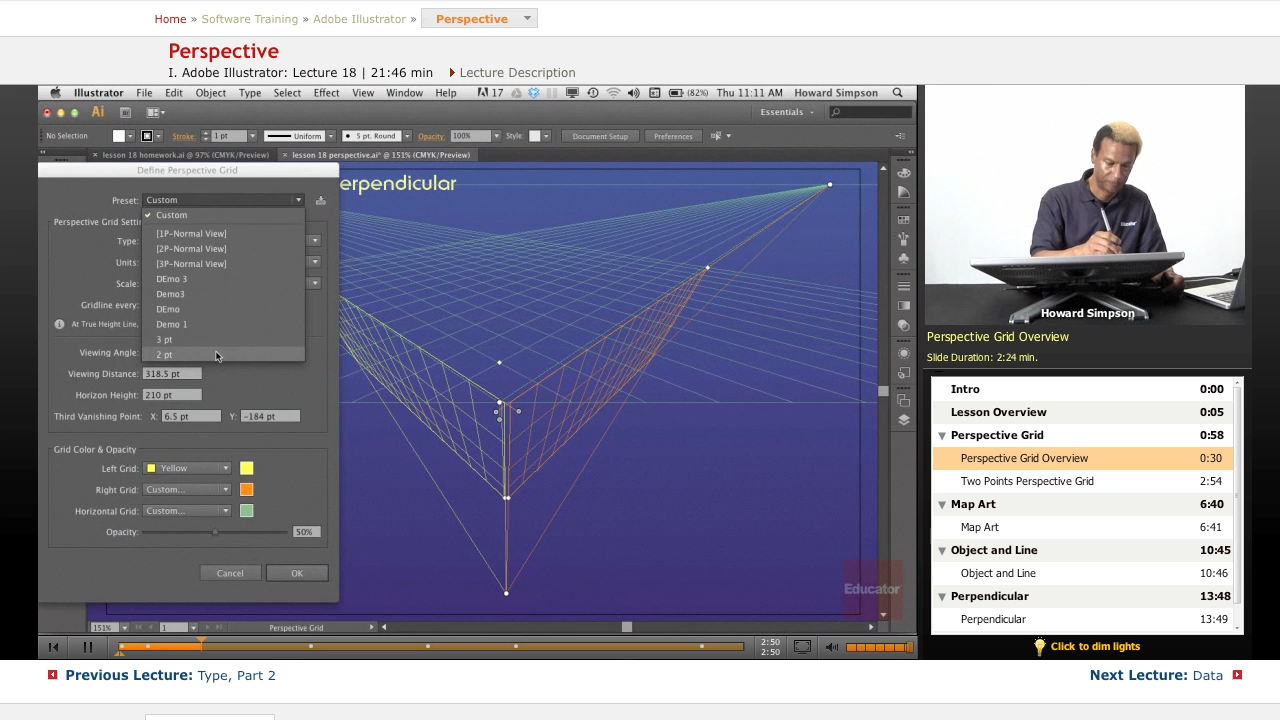 Home » Software Training » Adobe Illustrator » Perspective
Perspective
I. Adobe Illustrator: Lecture 18 | 21:46 min Lecture Description
Illustrator File Edit Object Type Select Effect View Window Help 17 (82%) Thu 11:11 AM Howard Simpson
Ai Essentials
No Selection Stroke: 1 pt Uniform 5 pt. Round Opacity: 100% Style: Document Setup Preferences
× lesson 18 homework.ai @ 97% (CMYK/Preview) × lesson 18 perspective.ai* @ 151% (CMYK/Preview)
Define Perspective Grid
erpendicular
Preset: Custom
✓ Custom
Perspective Grid Setti
[1P-Normal View]
Type:
[2P-Normal View]
Units:
[3P-Normal View]
DEmo 3
Scale:
Demo3
Gridline every:
DEmo
At True Height Line,
Demo 1
3 pt
Viewing Angle:
2 pt
Viewing Distance: 318.5 pt
Horizon Height: 210 pt
Third Vanishing Point: X: 6.5 pt Y: -184 pt
Grid Color & Opacity
Left Grid: Yellow
Right Grid: Custom...
Horizontal Grid: Custom...
Opacity: 50%
Cancel OK
Educator
151% 1 Perspective Grid
2:50
2:50
Howard Simpson
Perspective Grid Overview
Slide Duration: 2:24 min.
Intro 0:00
Lesson Overview 0:05
Perspective Grid 0:58
Perspective Grid Overview 0:30
Two Points Perspective Grid 2:54
Map Art 6:40
Map Art 6:41
Object and Line 10:45
Object and Line 10:46
Perpendicular 13:48
Perpendicular 13:49
Click to dim lights
Previous Lecture: Type, Part 2
Next Lecture: Data